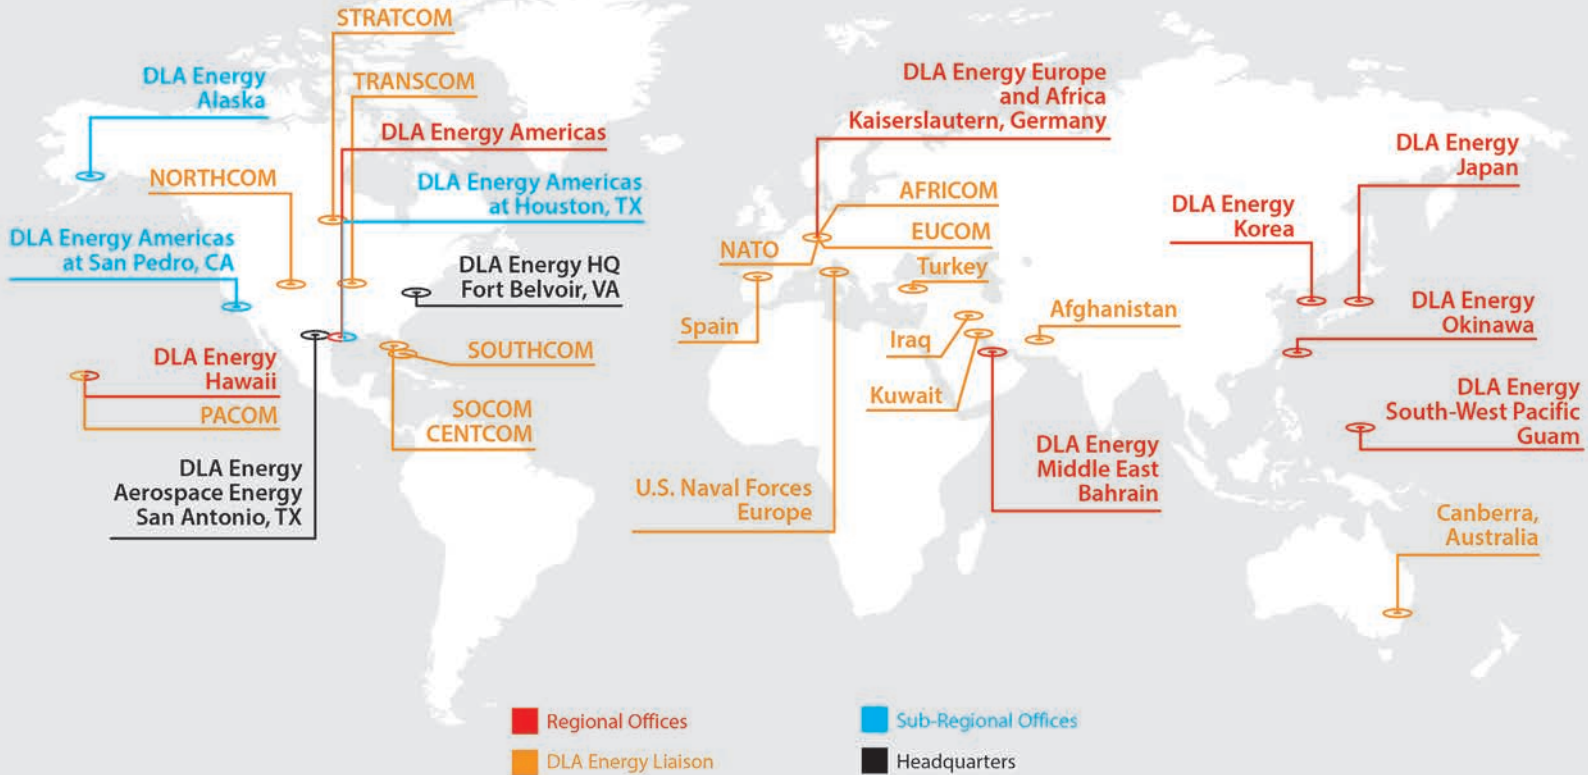 STRATCOM
DLA Energy
Alaska
TRANSCOM
DLA Energy Americas
NORTHCOM
DLA Energy Americas
at Houston, TX
DLA Energy Americas
at San Pedro, CA
DLA Energy HQ
Fort Belvoir, VA
DLA Energy
Hawaii
PACOM
SOUTHCOM
SOCOM
CENTCOM
DLA Energy
Aerospace Energy
San Antonio, TX
DLA Energy Europe
and Africa
Kaiserslautern, Germany
AFRICOM
EUCOM
NATO
Turkey
Spain
Iraq
Afghanistan
Kuwait
U.S. Naval Forces
Europe
DLA Energy
Middle East
Bahrain
DLA Energy
Japan
DLA Energy
Korea
DLA Energy
Okinawa
DLA Energy
South-West Pacific
Guam
Canberra,
Australia
Regional Offices
Sub-Regional Offices
DLA Energy Liaison
Headquarters